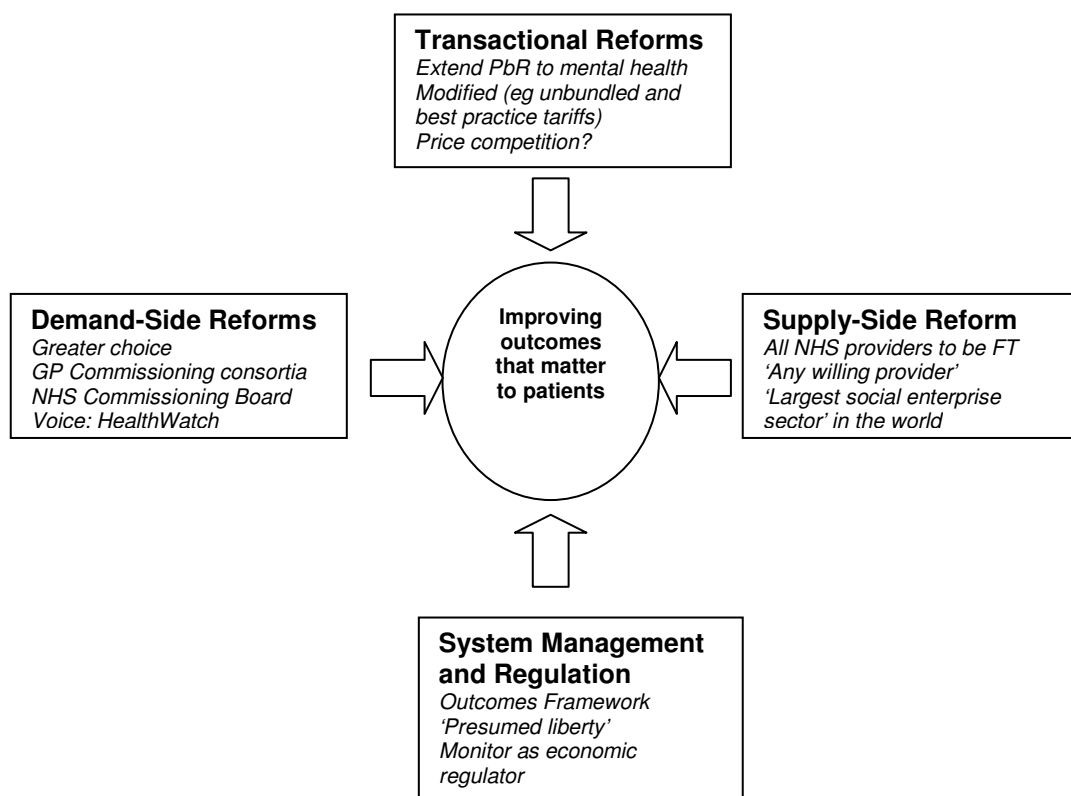 Transactional Reforms
Extend PbR to mental health
Modified (eg unbundled and
best practice tariffs)
Price competition?
Demand-Side Reforms
Greater choice
GP Commissioning consortia
NHS Commissioning Board
Voice: HealthWatch
Improving
outcomes
that matter
to patients
Supply-Side Reform
All NHS providers to be FT
‘Any willing provider’
‘Largest social enterprise
sector’ in the world
System Management
and Regulation
Outcomes Framework
‘Presumed liberty’
Monitor as economic
regulator